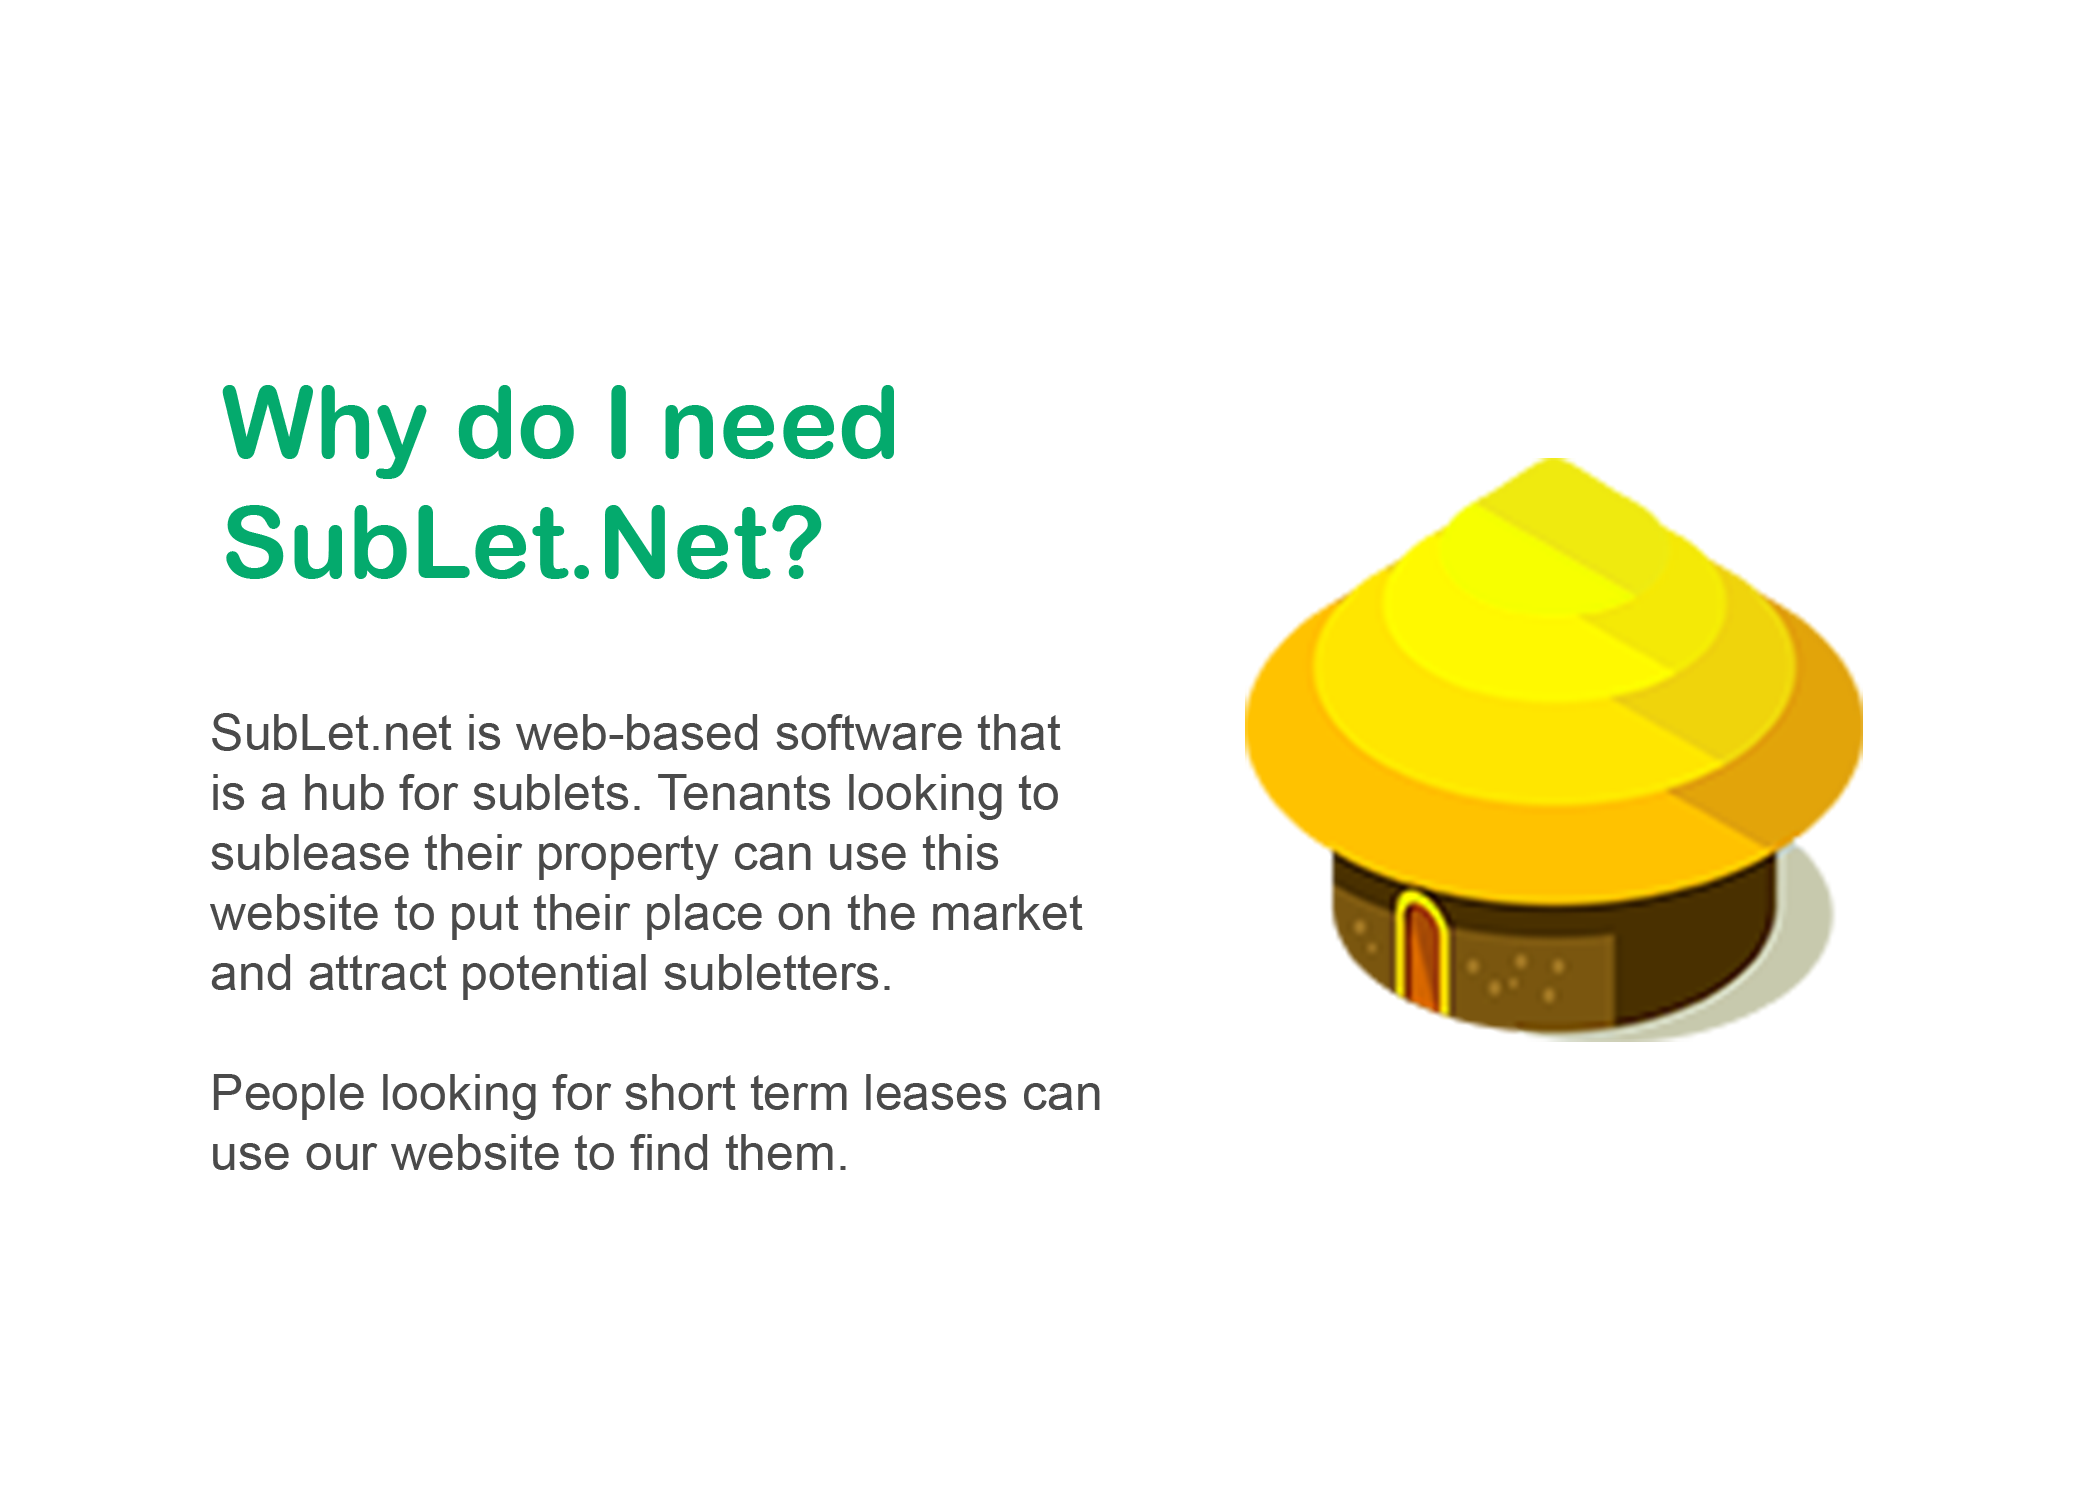 Why do I need
SubLet.Net?
SubLet.net is web-based software that
is a hub for sublets. Tenants looking to
sublease their property can use this
website to put their place on the market
and attract potential subletters.
People looking for short term leases can
use our website to find them.